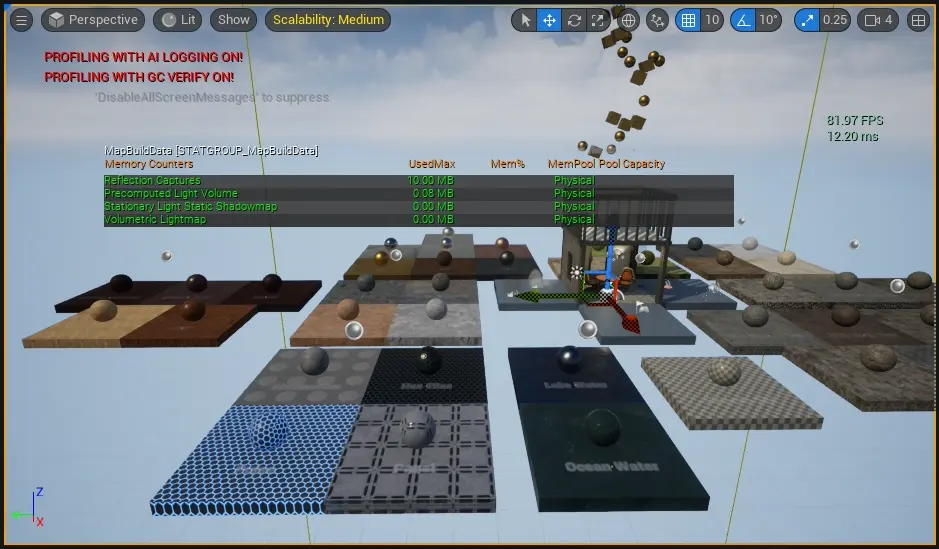 Perspective Lit Show Scalability: Medium 10 10° 0.25 4
PROFILING WITH AI LOGGING ON!
PROFILING WITH GC VERIFY ON!
'DisableAllScreenMessages' to suppress
81.97 FPS
12.20 ms
MapBuildData [STATGROUP_MapBuildData]
Memory Counters UsedMax Mem% MemPool Pool Capacity
Reflection Captures 10.00 MB Physical
Precomputed Light Volume 0.08 MB Physical
Stationary Light Static Shadowmap 0.00 MB Physical
Volumetric Lightmap 0.00 MB Physical
Lake Water
Ocean Water
Z
X